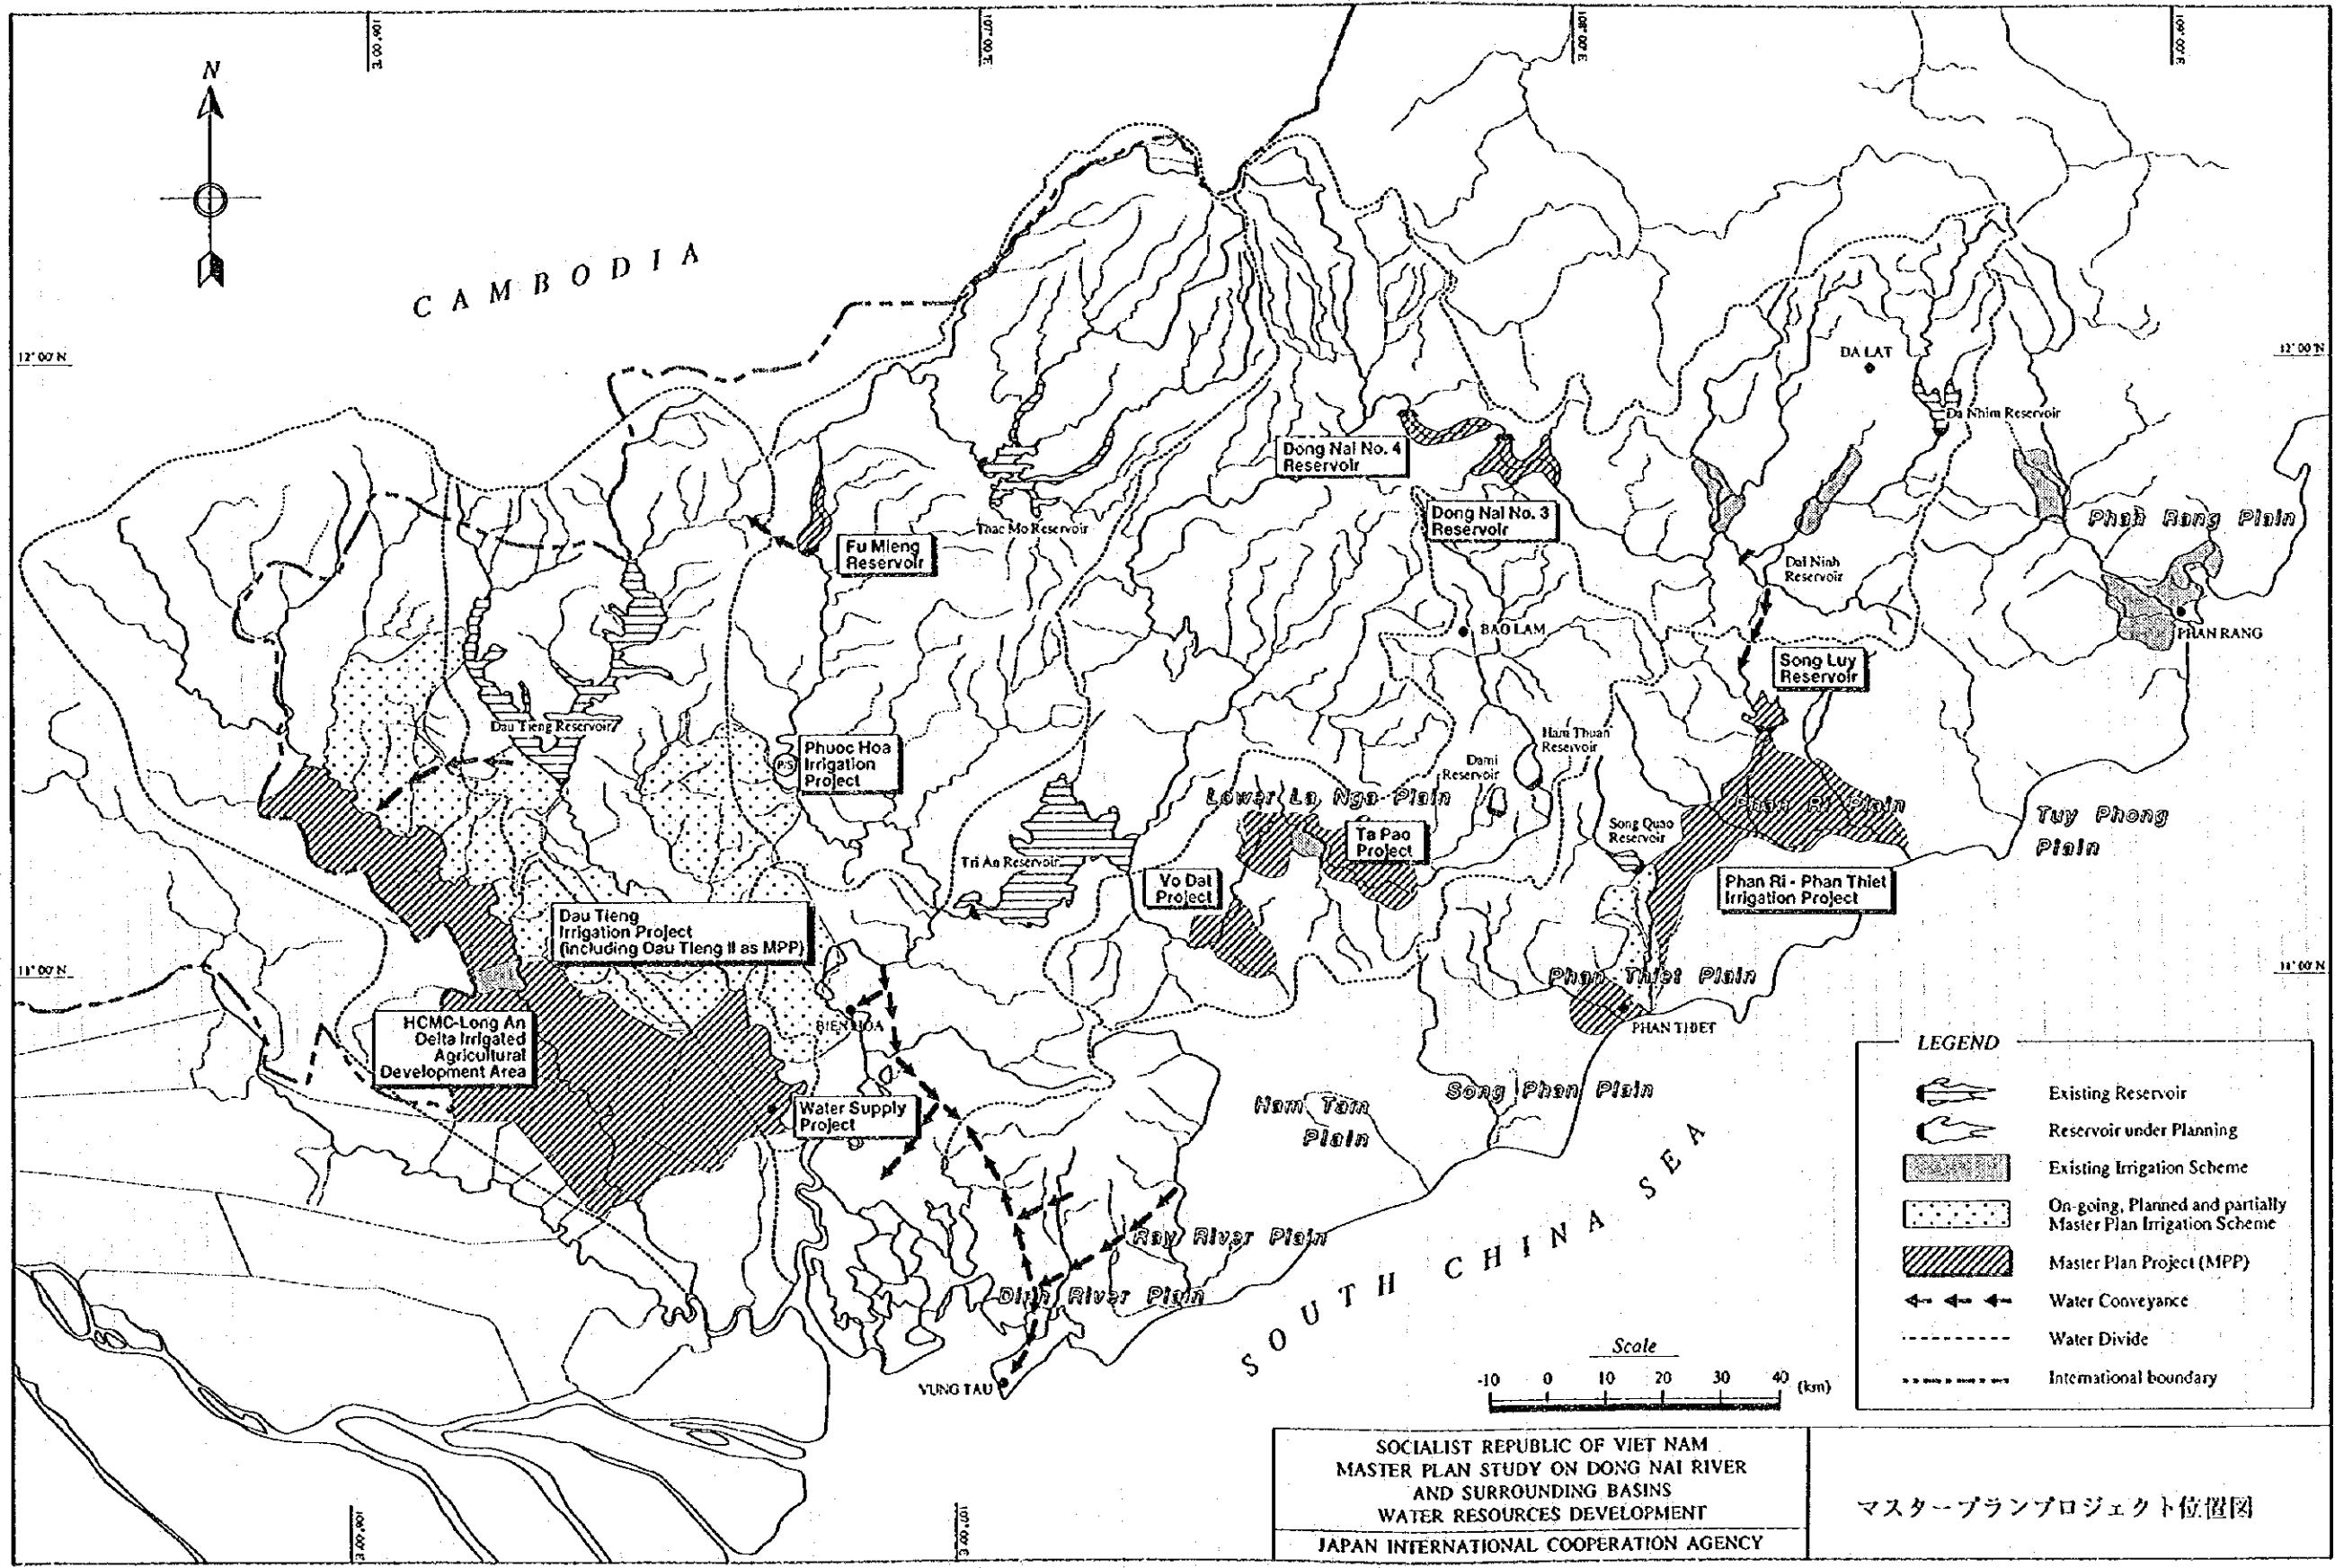 106°00'E
107°00'E
108°00'E
109°00'E
N
CAMBODIA
12°00'N
12°00'N
DA LAT
Da Nhim Reservoir
Dong Nai No. 4
Reservoir
Dong Nai No. 3
Reservoir
Thac Mo Reservoir
Fu Mieng
Reservoir
Phan Rang Plain
Dai Ninh
Reservoir
BAO LAM
PHAN RANG
Song Luy
Reservoir
Dau Tieng Reservoir
Phuoc Hoa
Irrigation
Project
P/S
Ham Thuan
Reservoir
Dami
Reservoir
Lower La Nga Plain
Phan Ri Plain
Tuy Phong
Plain
Song Quao
Reservoir
Ta Pao
Project
Tri An Reservoir
Vo Dat
Project
Phan Ri - Phan Thiet
Irrigation Project
Dau Tieng
Irrigation Project
(including Dau Tieng II as MPP)
11°00'N
11°00'N
Phan Thiet Plain
HCMC-Long An
Delta Irrigated
Agricultural
Development Area
BIEN HOA
PHAN THIET
Water Supply
Project
Ham Tam
Plain
Song Phan Plain
Ray River Plain
Dinh River Plain
SOUTH CHINA SEA
VUNG TAU
LEGEND
Existing Reservoir
Reservoir under Planning
Existing Irrigation Scheme
On-going, Planned and partially
Master Plan Irrigation Scheme
Master Plan Project (MPP)
Water Conveyance
Water Divide
International boundary
Scale
-10 0 10 20 30 40 (km)
SOCIALIST REPUBLIC OF VIET NAM
MASTER PLAN STUDY ON DONG NAI RIVER
AND SURROUNDING BASINS
WATER RESOURCES DEVELOPMENT
JAPAN INTERNATIONAL COOPERATION AGENCY
マスタープランプロジェクト位置図
106°00'E
107°00'E